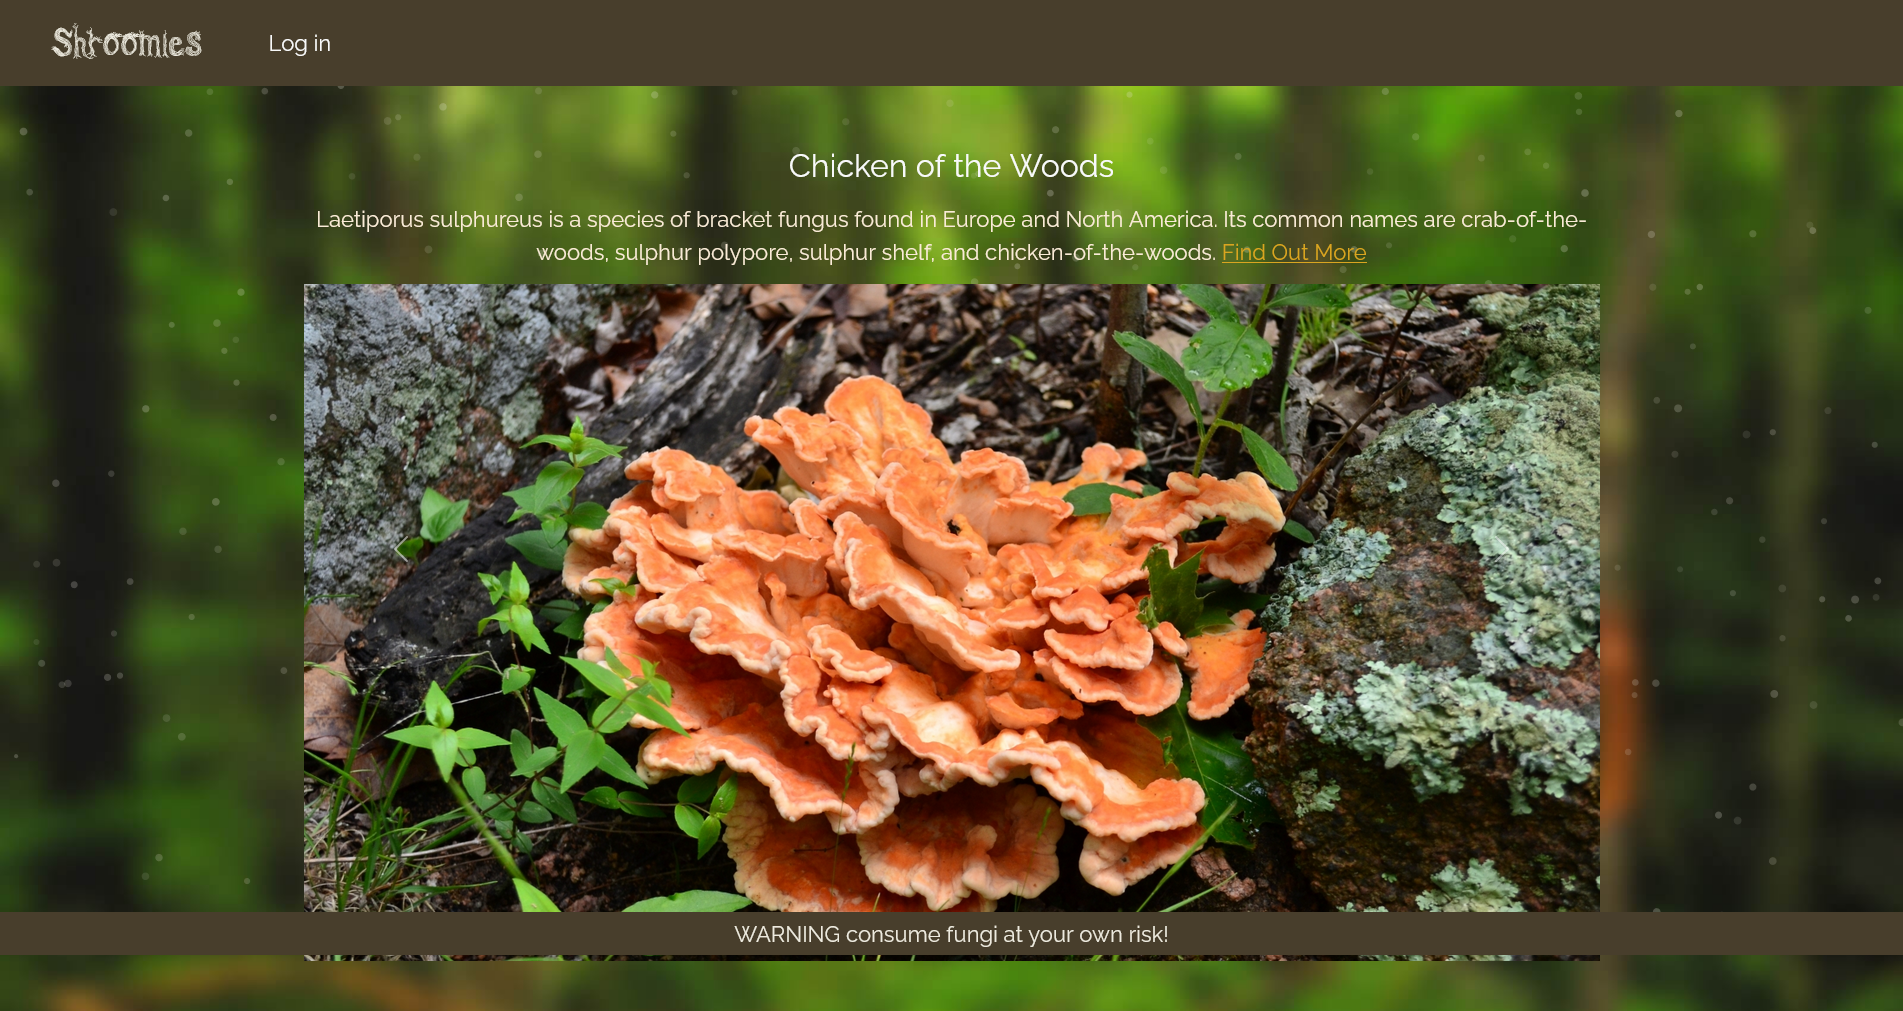 Shroomies
Log in
Chicken of the Woods
Laetiporus sulphureus is a species of bracket fungus found in Europe and North America. Its common names are crab-of-the-
woods, sulphur polypore, sulphur shelf, and chicken-of-the-woods. Find Out More
WARNING consume fungi at your own risk!